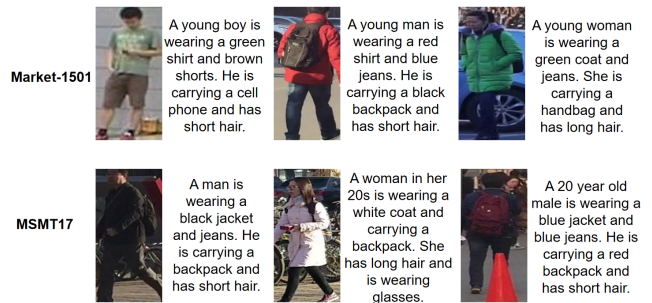 Market-1501
A young boy is
wearing a green
shirt and brown
shorts. He is
carrying a cell
phone and has
short hair.
A young man is
wearing a red
shirt and blue
jeans. He is
carrying a black
backpack and
has short hair.
A young woman
is wearing a
green coat and
jeans. She is
carrying a
handbag and
has long hair.
MSMT17
A man is
wearing a
black jacket
and jeans. He
is carrying a
backpack and
has short hair.
A woman in her
20s is wearing a
white coat and
carrying a
backpack. She
has long hair and
is wearing
glasses.
A 20 year old
male is wearing a
blue jacket and
blue jeans. He is
carrying a red
backpack and
has short hair.